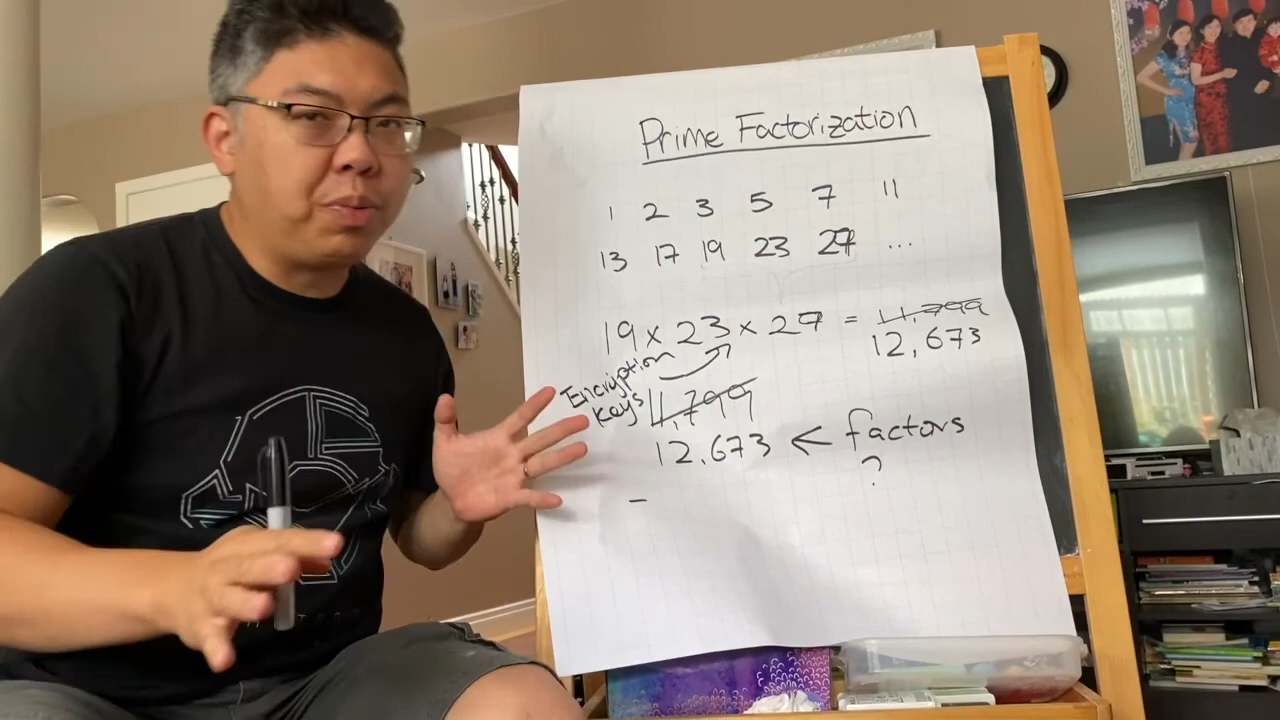 Prime Factorization
1 2 3 5 7 11
13 17 19 23 29 ...
19 x 23 x 29 = 11,799
12,673
Encryption
keys
11,799
12,673 ← factors
?
-